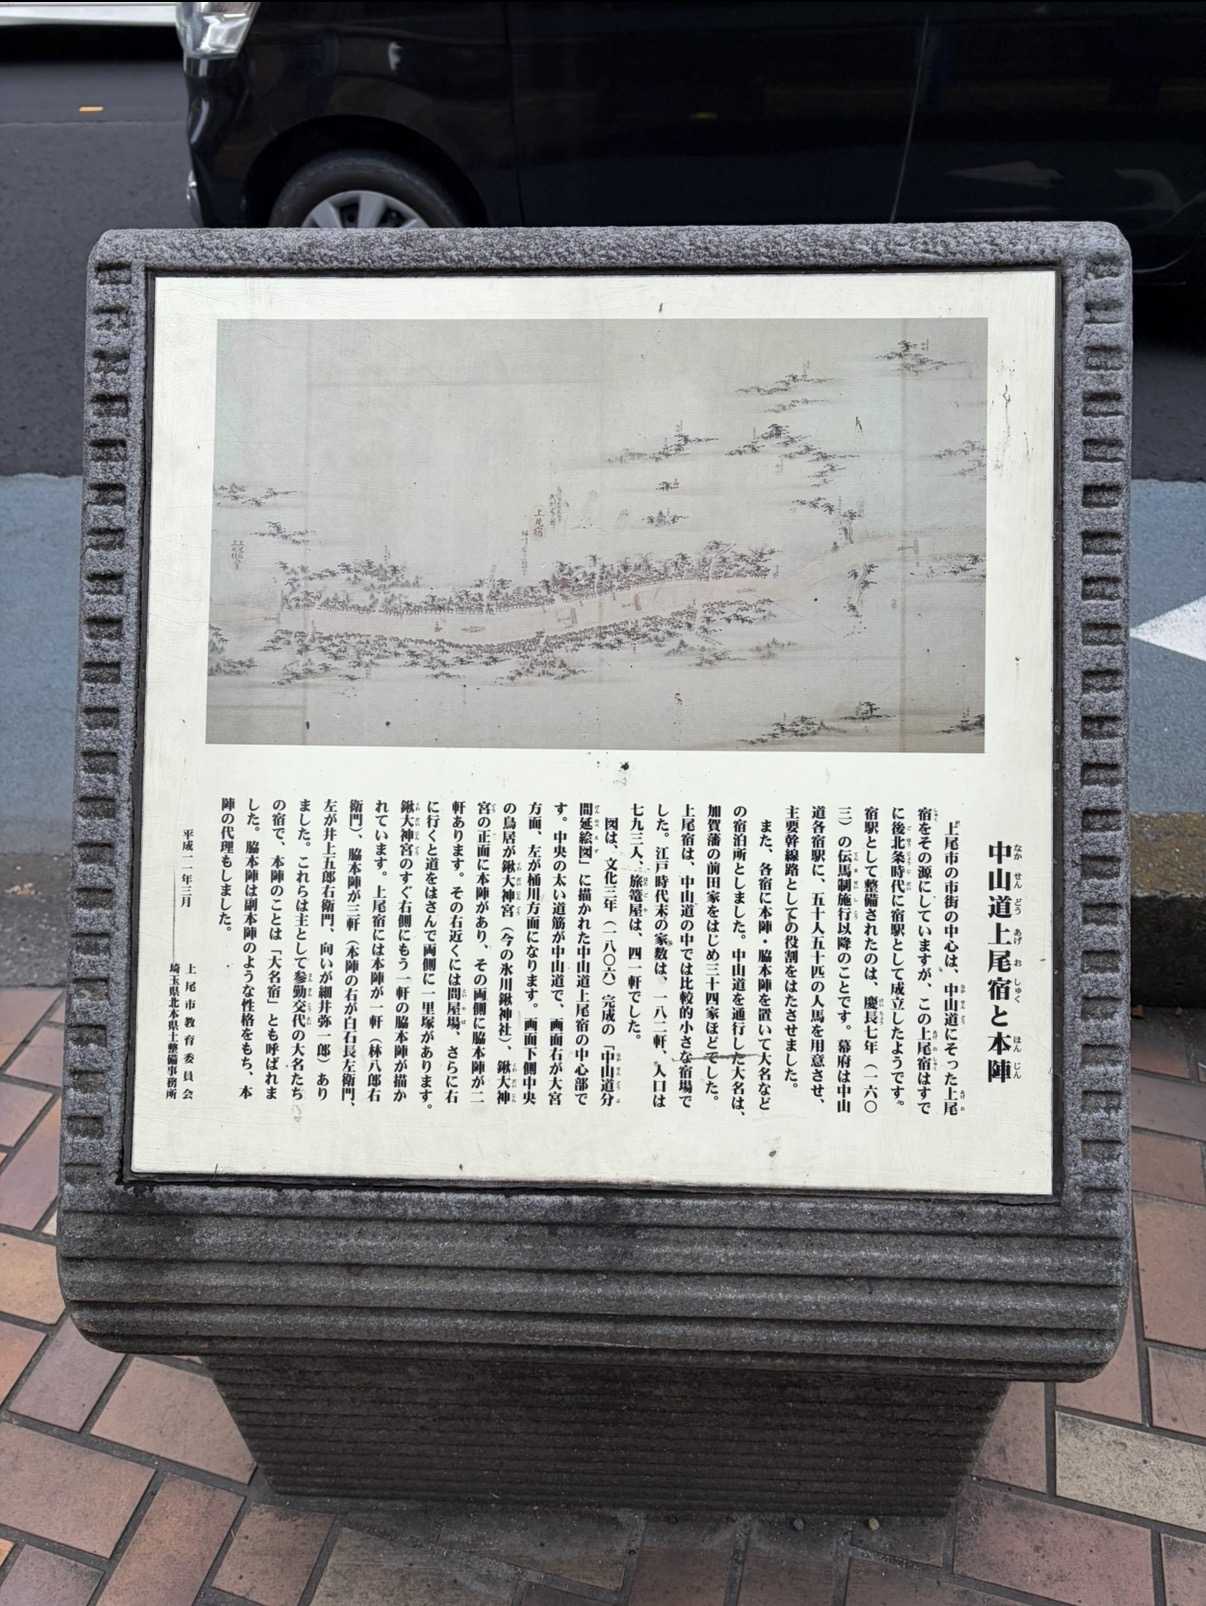 中山道上尾宿と本陣
なかせんどうあげおしゅく ほんじん
上尾市の市街の中心は、中山道にそった上尾
宿をその源にしていますが、この上尾宿はすで
に後北条時代に宿駅として成立したようです。
宿駅として整備されたのは、慶長七年（一六〇
三）の伝馬制施行以降のことです。幕府は中山
道各宿駅に、五十人五十匹の人馬を用意させ、
主要幹線路としての役割をはたさせました。
また、各宿に本陣・脇本陣を置いて大名など
の宿泊所としました。中山道を通行した大名は、
加賀藩の前田家をはじめ三十四家ほどでした。
上尾宿は、中山道の中では比較的小さな宿場で
した。江戸時代末の家数は、一八二軒、人口は
七九三人、旅籠屋は、四一軒でした。
図は、文化三年（一八〇六）完成の「中山道分
間延絵図」に描かれた中山道上尾宿の中心部で
す。中央の太い道筋が中山道で、画面右が大宮
方面、左が桶川方面になります。画面下側中央
の鳥居が鍬大神宮（今の氷川鍬神社）、鍬大神
宮の正面に本陣があり、その両側に脇本陣が二
軒あります。その右近くには問屋場、さらに右
に行くと道をはさんで両側に一里塚があります。
鍬大神宮のすぐ右側にもう一軒の脇本陣が描か
れています。上尾宿には本陣が一軒（林八郎右
衛門）、脇本陣が三軒（本陣の右が白石長左衛門、
左が井上五郎右衛門、向いが細井弥一郎）あり
ました。これらは主として参勤交代の大名たち
の宿で、本陣のことは「大名宿」とも呼ばれま
した。脇本陣は副本陣のような性格をもち、本
陣の代理もしました。
平成一二年三月
上尾市教育委員会
埼玉県北本県土整備事務所
上尾宿